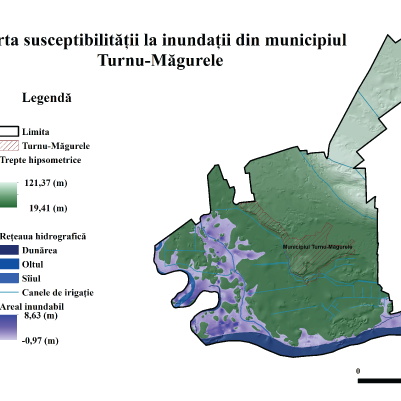 rta susceptibilității la inundații din municipiul
Turnu-Măgurele
Legendă
Limita
Turnu-Măgurele
Trepte hipsometrice
121,37 (m)
19,41 (m)
Rețeaua hidrografică
Dunărea
Oltul
Sîiul
Canele de irigație
Areal inundabil
8,63 (m)
-0,97 (m)
Municipiul Turnu-Măgurele
0